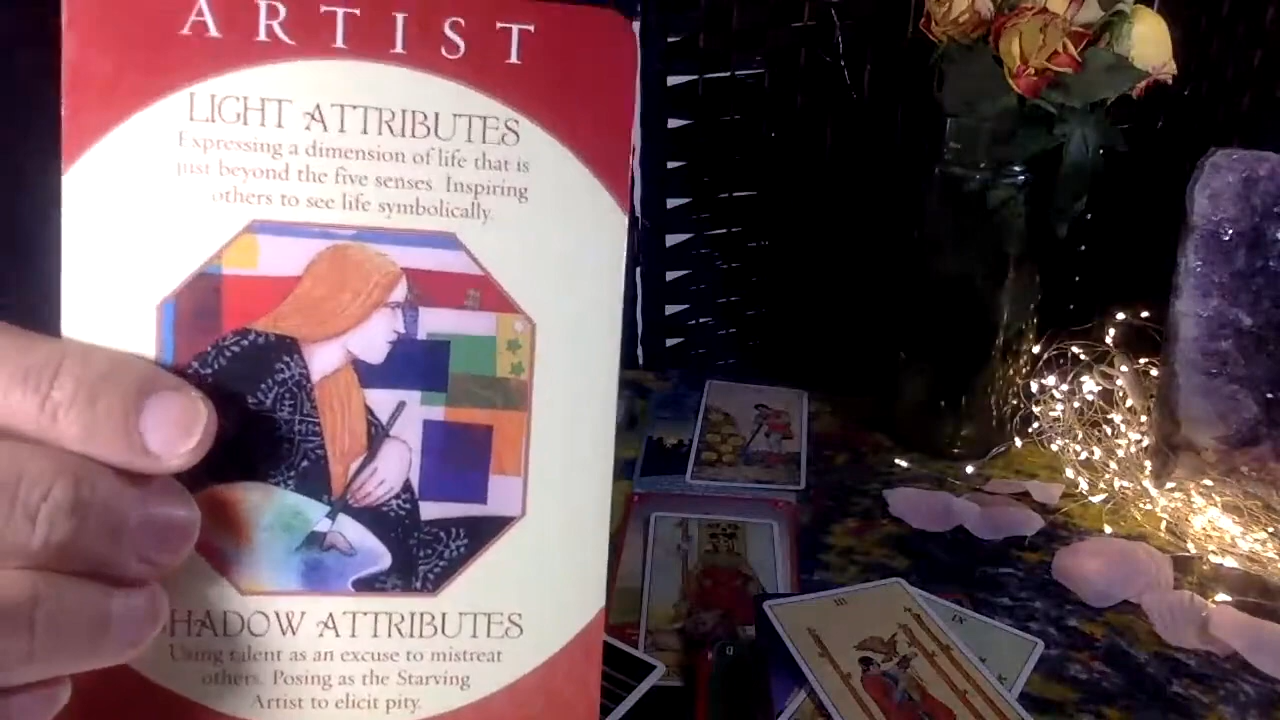 ARTIST
LIGHT ATTRIBUTES
Expressing a dimension of life that is
just beyond the five senses. Inspiring
others to see life symbolically.
SHADOW ATTRIBUTES
Using talent as an excuse to mistreat
others. Posing as the Starving
Artist to elicit pity.
III
IX